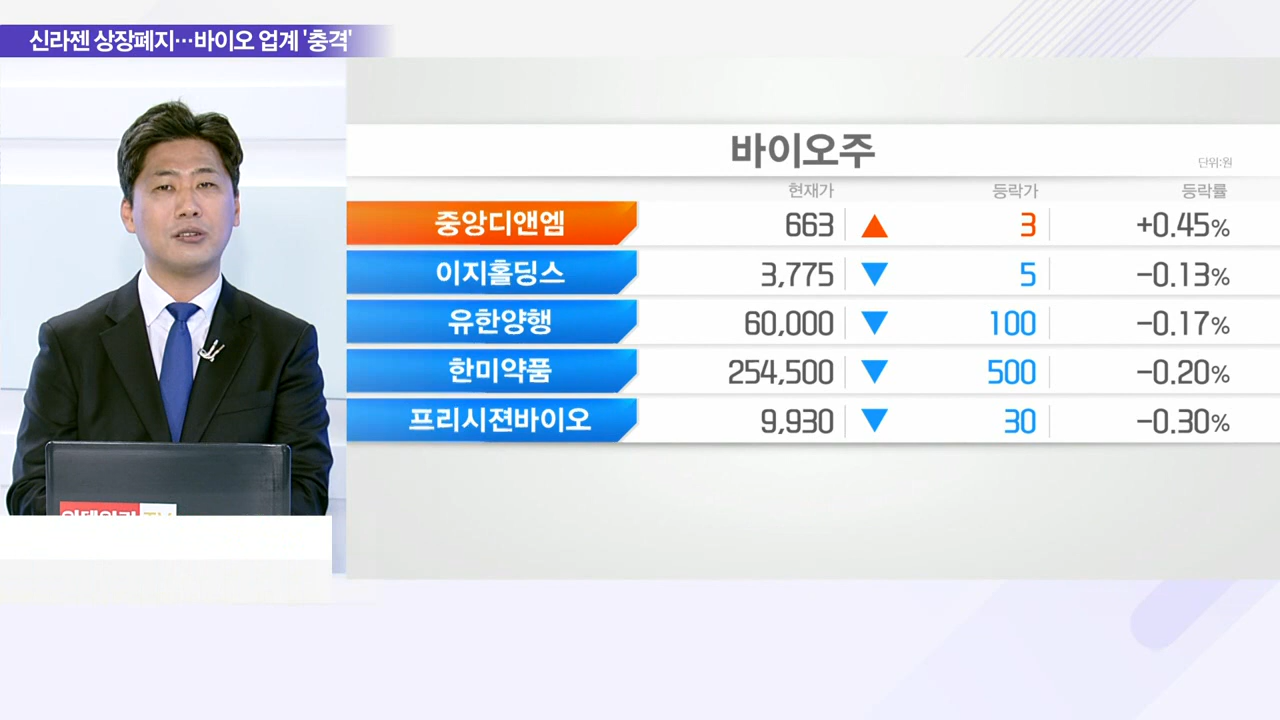 신라젠 상장폐지…바이오 업계 '충격'
바이오주
단위:원
현재가 등락가 등락률
중앙디앤엠 663 ▲ 3 +0.45%
이지홀딩스 3,775 ▼ 5 -0.13%
유한양행 60,000 ▼ 100 -0.17%
한미약품 254,500 ▼ 500 -0.20%
프리시젼바이오 9,930 ▼ 30 -0.30%